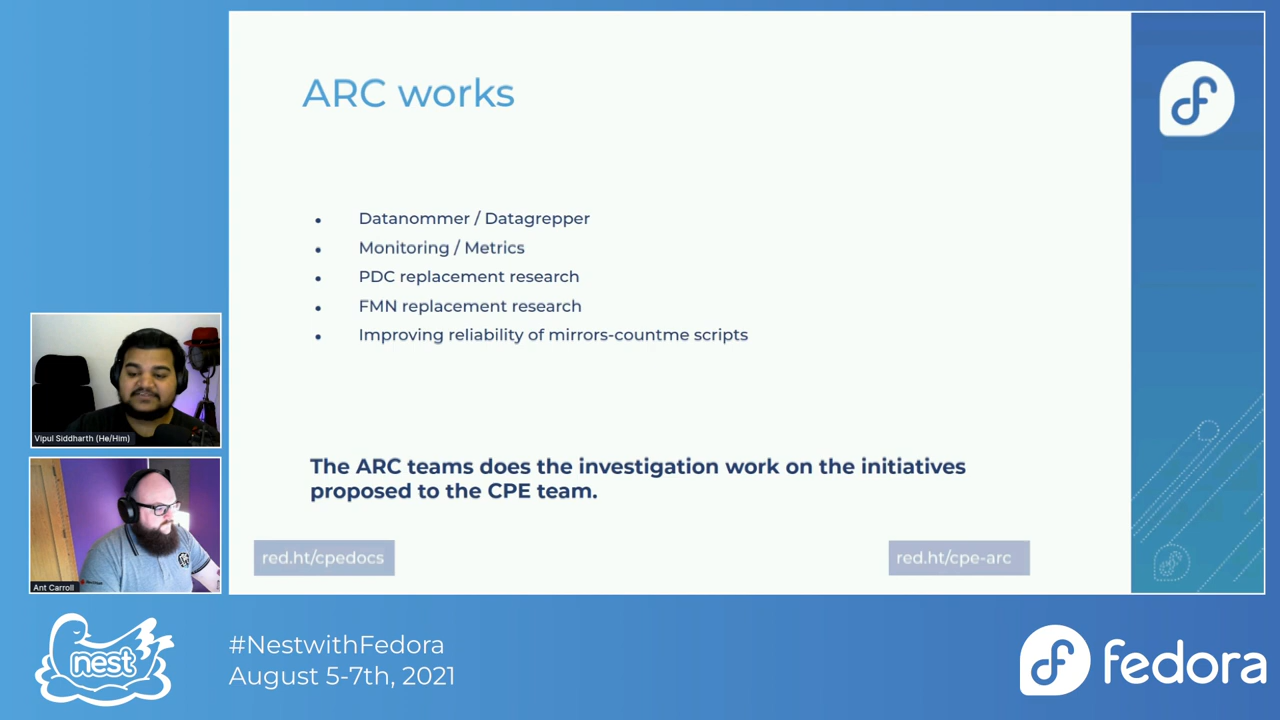 ARC works
• Datanommer / Datagrepper
• Monitoring / Metrics
• PDC replacement research
• FMN replacement research
• Improving reliability of mirrors-countme scripts
The ARC teams does the investigation work on the initiatives
proposed to the CPE team.
red.ht/cpedocs
red.ht/cpe-arc
Vipul Siddharth (He/Him)
Ant Carroll
nest
#NestwithFedora
August 5-7th, 2021
fedora